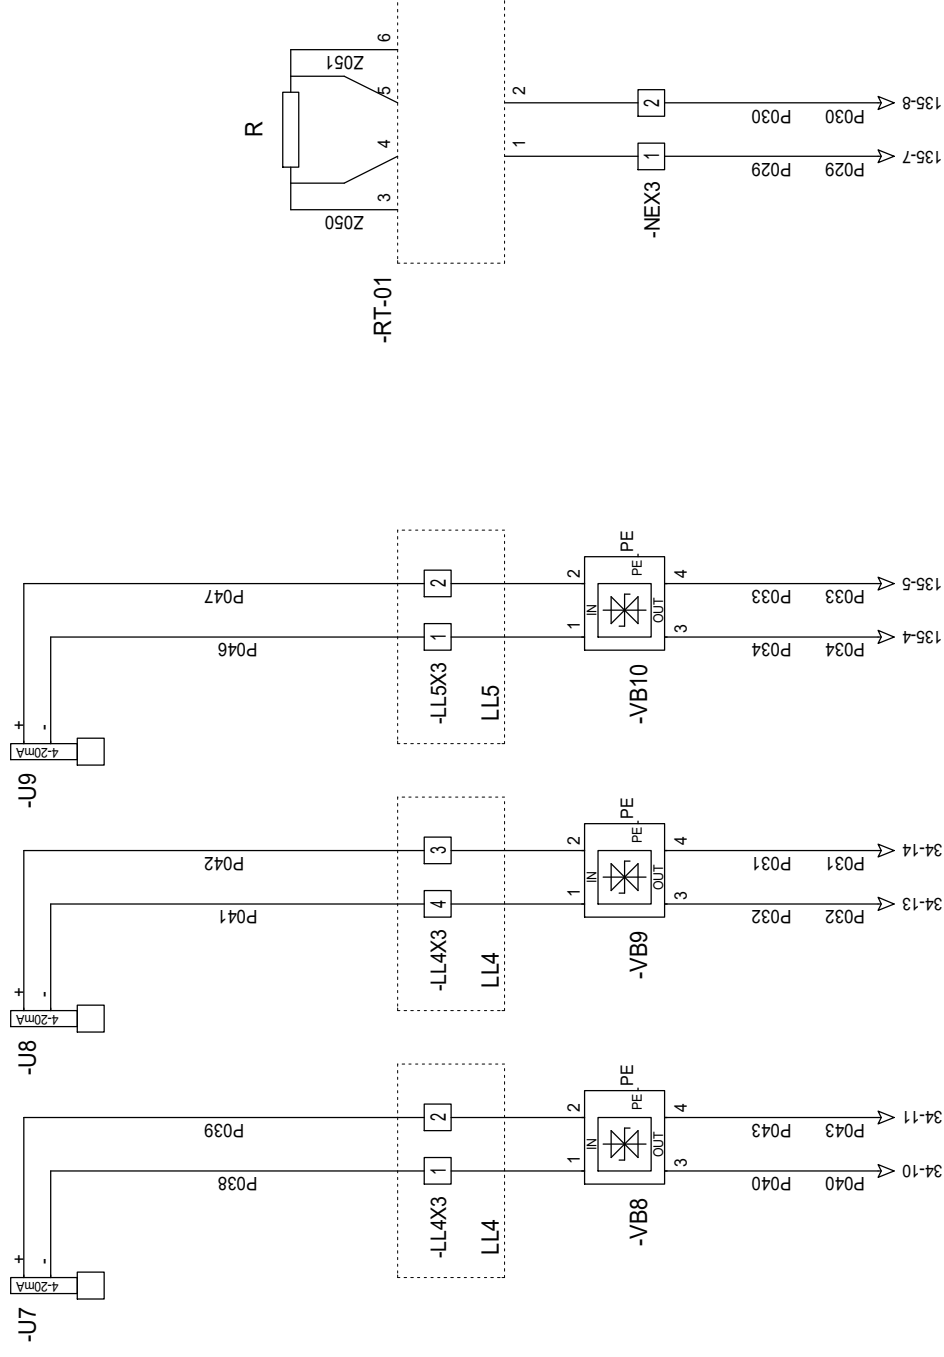 -U7
4-20mA
+
-
P039
P038
-LL4X3
1
2
LL4
-VB8
1
2
IN
OUT
PE
PE
3
4
P040
P043
P040
P043
34-10
34-11
-U8
4-20mA
+
-
P042
P041
-LL4X3
4
3
LL4
-VB9
1
2
IN
OUT
PE
PE
3
4
P032
P031
P032
P031
34-13
34-14
-U9
4-20mA
+
-
P047
P046
-LL5X3
1
2
LL5
-VB10
1
2
IN
OUT
PE
PE
3
4
P034
P033
P034
P033
135-4
135-5
R
Z050
Z051
3
4
5
6
-RT-01
1
2
-NEX3
1
2
P029
P030
P029
P030
135-7
135-8